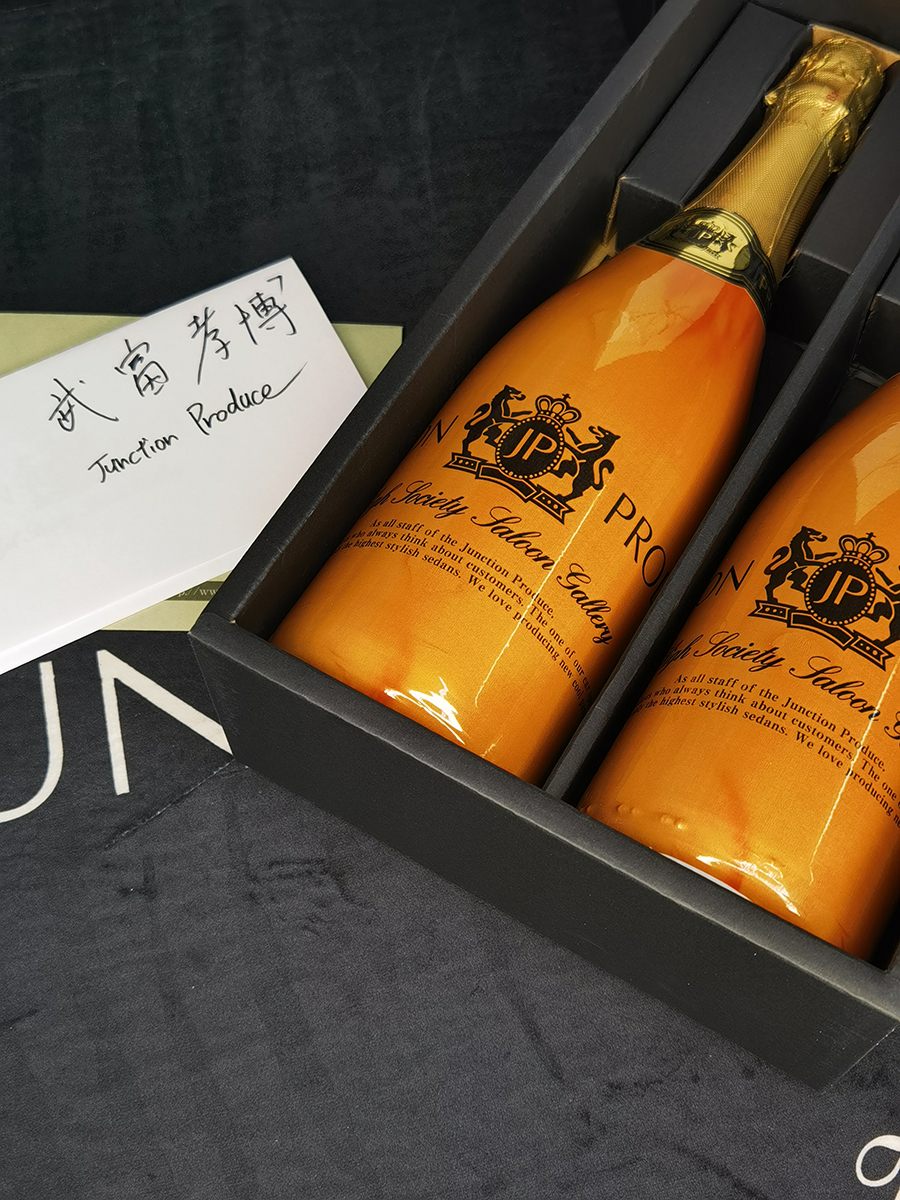 武富孝博
Junction Produce
UN
ON
JP
PRO
Society Saloon Gallery
As all staff of the Junction Produce,
who always think about customers. The one of our
the highest stylish sedans. We love producing new
ON
JP
Society Saloon
As all staff of the Junction Produce,
who always think about customers. The one
the highest stylish sedans. We love producing